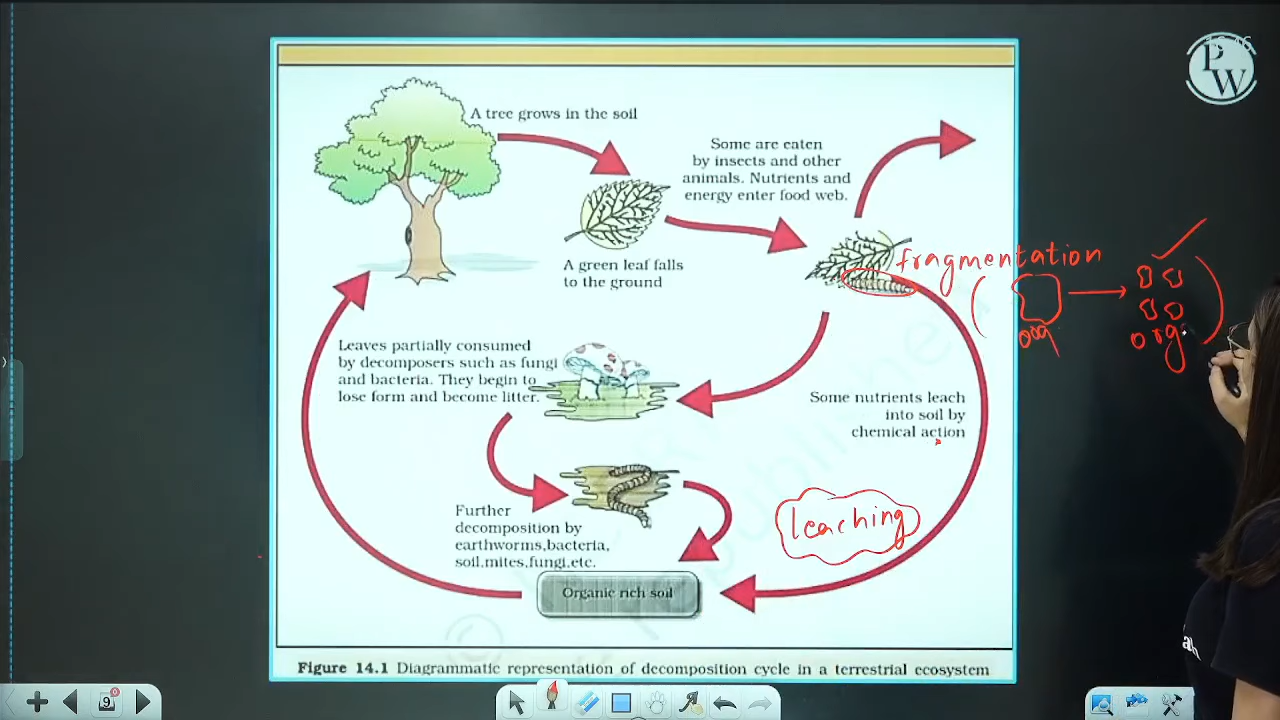 PW
A tree grows in the soil
Some are eaten
by insects and other
animals. Nutrients and
energy enter food web.
fragmentation
A green leaf falls
to the ground
org
Leaves partially consumed
by decomposers such as fungi
and bacteria. They begin to
lose form and become litter.
Some nutrients leach
into soil by
chemical action
Further
decomposition by
earthworms,bacteria,
soil,mites,fungi,etc.
leaching
Organic rich soil
Figure 14.1 Diagrammatic representation of decomposition cycle in a terrestrial ecosystem
9